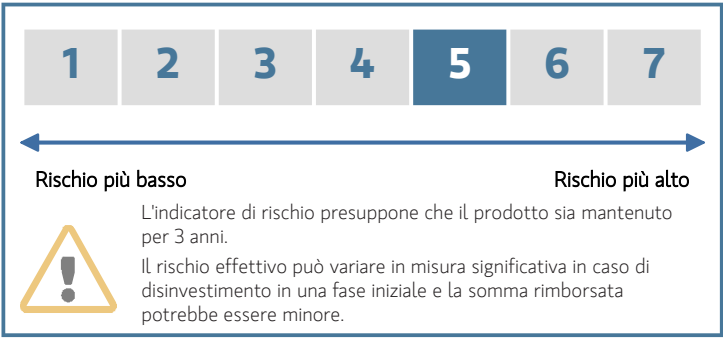 1 2 3 4 5 6 7
Rischio più basso Rischio più alto
L'indicatore di rischio presuppone che il prodotto sia mantenuto
per 3 anni.
Il rischio effettivo può variare in misura significativa in caso di
disinvestimento in una fase iniziale e la somma rimborsata
potrebbe essere minore.